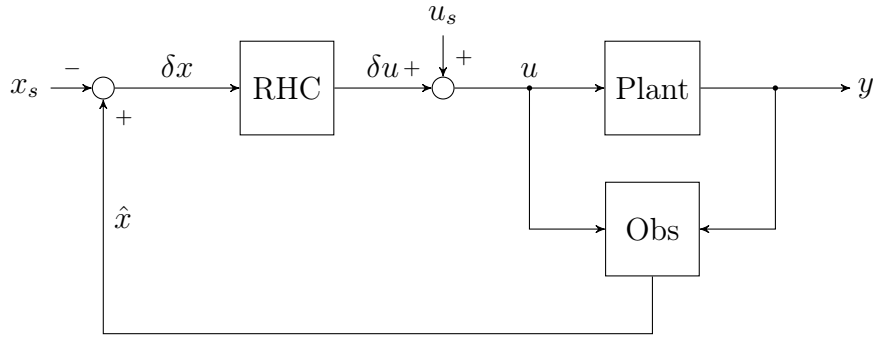 u_s
− +
x_s δx RHC δu + u Plant y
+
x̂ Obs